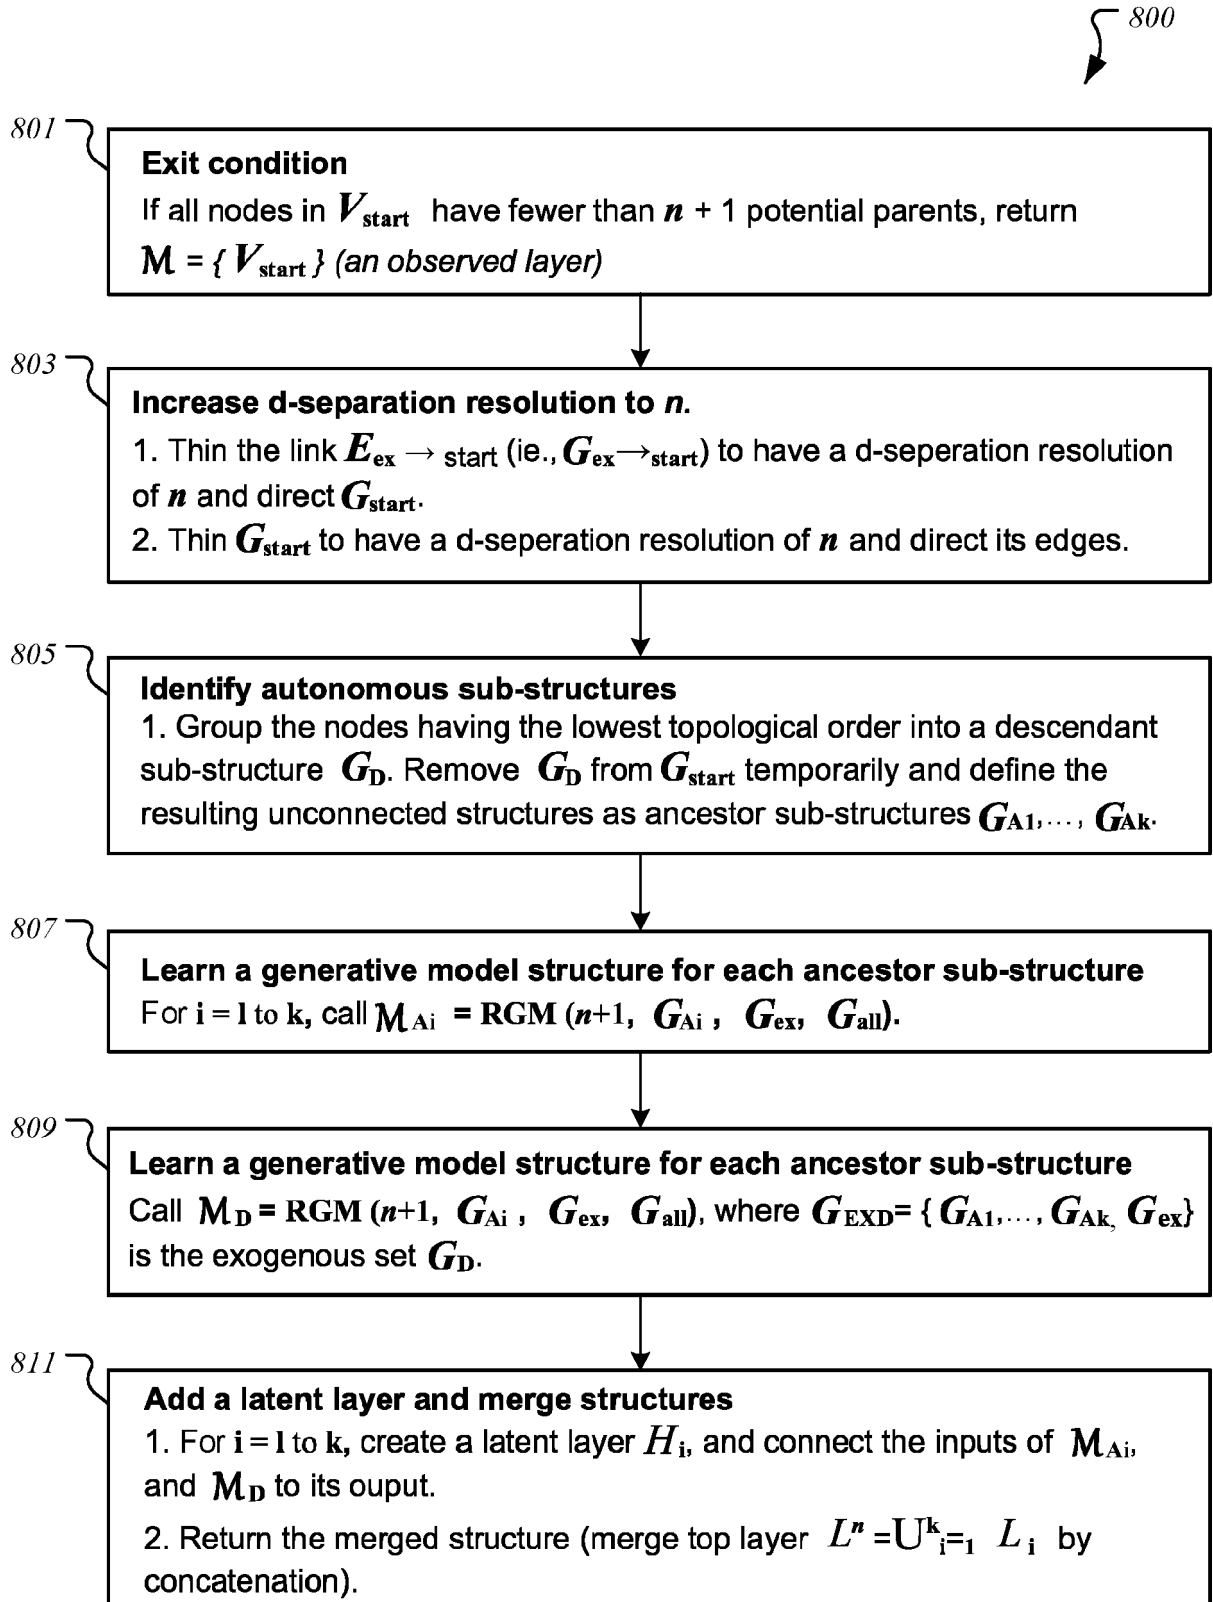 800
801
Exit condition
If all nodes in V_start have fewer than n + 1 potential parents, return
M = { V_start } (an observed layer)
803
Increase d-separation resolution to n.
1. Thin the link E_ex → start (ie., G_ex→start) to have a d-seperation resolution
of n and direct G_start.
2. Thin G_start to have a d-seperation resolution of n and direct its edges.
805
Identify autonomous sub-structures
1. Group the nodes having the lowest topological order into a descendant
sub-structure G_D. Remove G_D from G_start temporarily and define the
resulting unconnected structures as ancestor sub-structures G_A1,..., G_Ak.
807
Learn a generative model structure for each ancestor sub-structure
For i = l to k, call M_Ai = RGM (n+1, G_Ai , G_ex, G_all).
809
Learn a generative model structure for each ancestor sub-structure
Call M_D = RGM (n+1, G_Ai , G_ex, G_all), where G_EXD= { G_A1,..., G_Ak, G_ex}
is the exogenous set G_D.
811
Add a latent layer and merge structures
1. For i = l to k, create a latent layer H_i, and connect the inputs of M_Ai,
and M_D to its ouput.
2. Return the merged structure (merge top layer L^n =U^k_i=1 L_i by
concatenation).